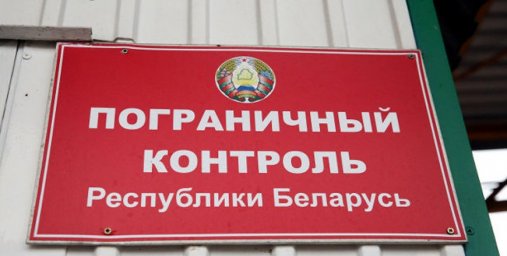 ПОГРАНИЧНЫЙ
КОНТРОЛЬ
Республики Беларусь